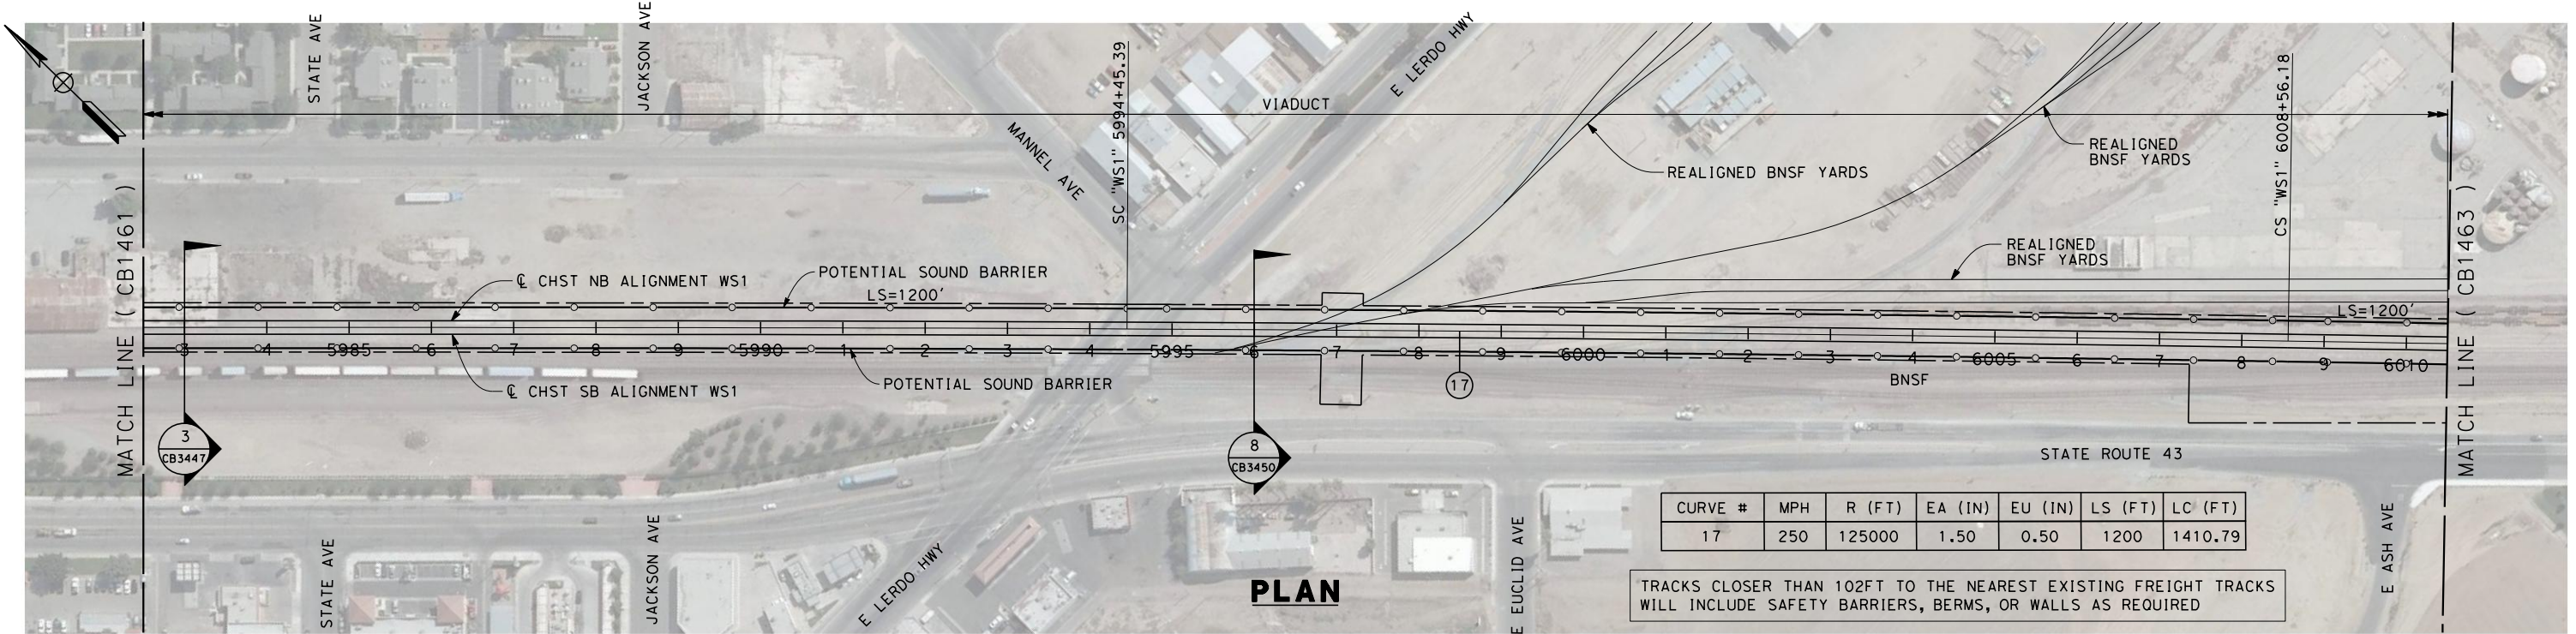 STATE AVE
JACKSON AVE
MANNEL AVE
SC "WS1" 5994+45.39
VIADUCT
E LERDO HWY
REALIGNED BNSF YARDS
REALIGNED
BNSF YARDS
CS "WS1" 6008+56.18
MATCH LINE ( CB1461 )
℄ CHST NB ALIGNMENT WS1
POTENTIAL SOUND BARRIER
LS=1200'
REALIGNED
BNSF YARDS
LS=1200'
MATCH LINE ( CB1463 )
3 4 5985 6 7 8 9 5990 1 2 3 4 5995 6 7 8 9 6000 1 2 3 4 6005 6 7 8 9 6010
℄ CHST SB ALIGNMENT WS1
POTENTIAL SOUND BARRIER
17
BNSF
3
CB3447
8
CB3450
STATE ROUTE 43
STATE AVE
JACKSON AVE
E LERDO HWY
PLAN
E EUCLID AVE
CURVE # MPH R (FT) EA (IN) EU (IN) LS (FT) LC (FT)
17 250 125000 1.50 0.50 1200 1410.79
TRACKS CLOSER THAN 102FT TO THE NEAREST EXISTING FREIGHT TRACKS
WILL INCLUDE SAFETY BARRIERS, BERMS, OR WALLS AS REQUIRED
E ASH AVE